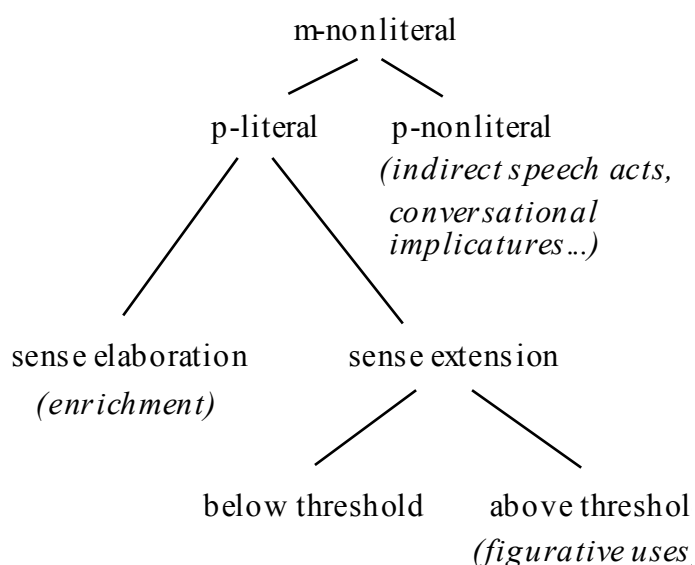 m-nonliteral
p-literal p-nonliteral
(indirect speech acts,
conversational
implicatures...)
sense elaboration sense extension
(enrichment)
below threshold above threshol
(figurative uses